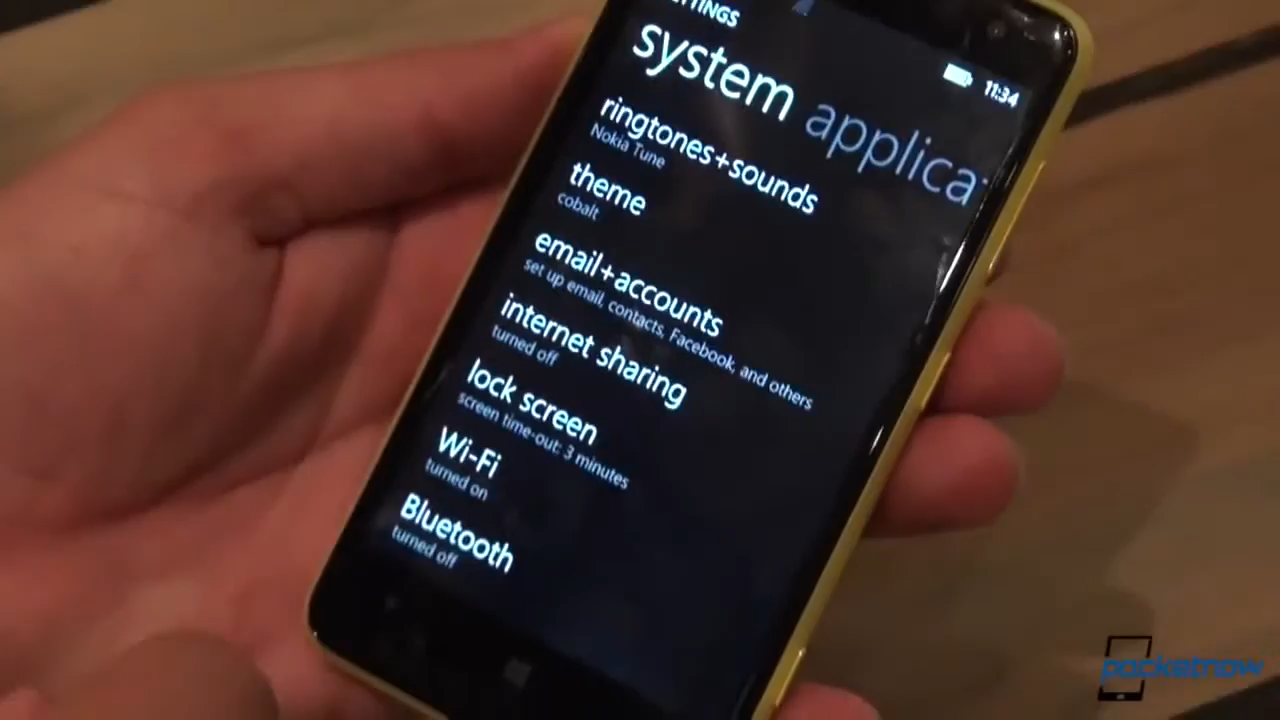 SETTINGS
11:34
system applica
ringtones+sounds
Nokia Tune
theme
cobalt
email+accounts
set up email, contacts, Facebook, and others
internet sharing
turned off
lock screen
screen time-out: 3 minutes
Wi-Fi
turned on
Bluetooth
turned off
pocketnow